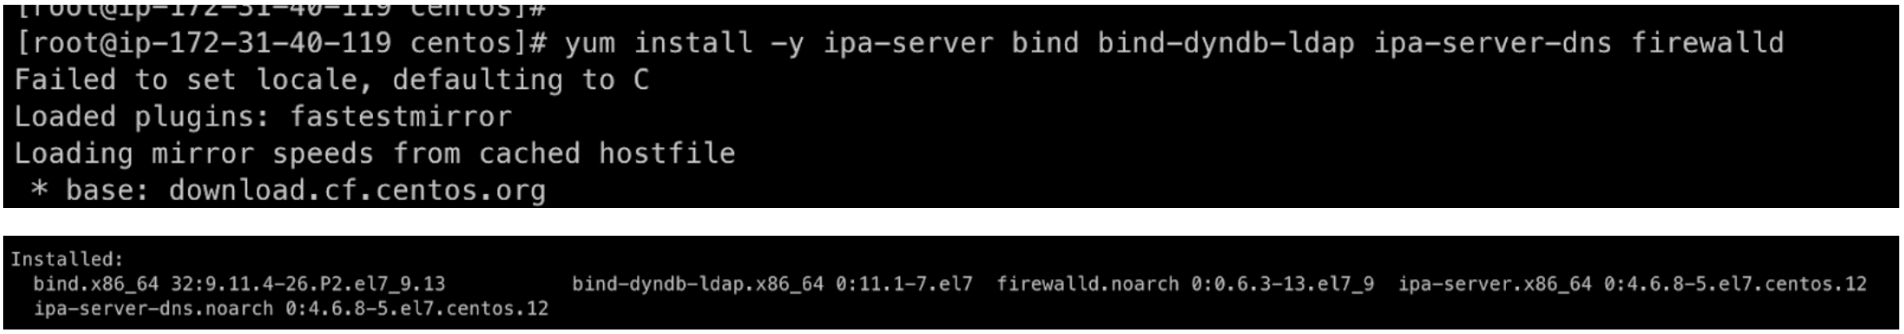 [root@ip-172-31-40-119 centos]#
[root@ip-172-31-40-119 centos]# yum install -y ipa-server bind bind-dyndb-ldap ipa-server-dns firewalld
Failed to set locale, defaulting to C
Loaded plugins: fastestmirror
Loading mirror speeds from cached hostfile
 * base: download.cf.centos.org
Installed:
  bind.x86_64 32:9.11.4-26.P2.el7_9.13  bind-dyndb-ldap.x86_64 0:11.1-7.el7  firewalld.noarch 0:0.6.3-13.el7_9  ipa-server.x86_64 0:4.6.8-5.el7.centos.12
  ipa-server-dns.noarch 0:4.6.8-5.el7.centos.12